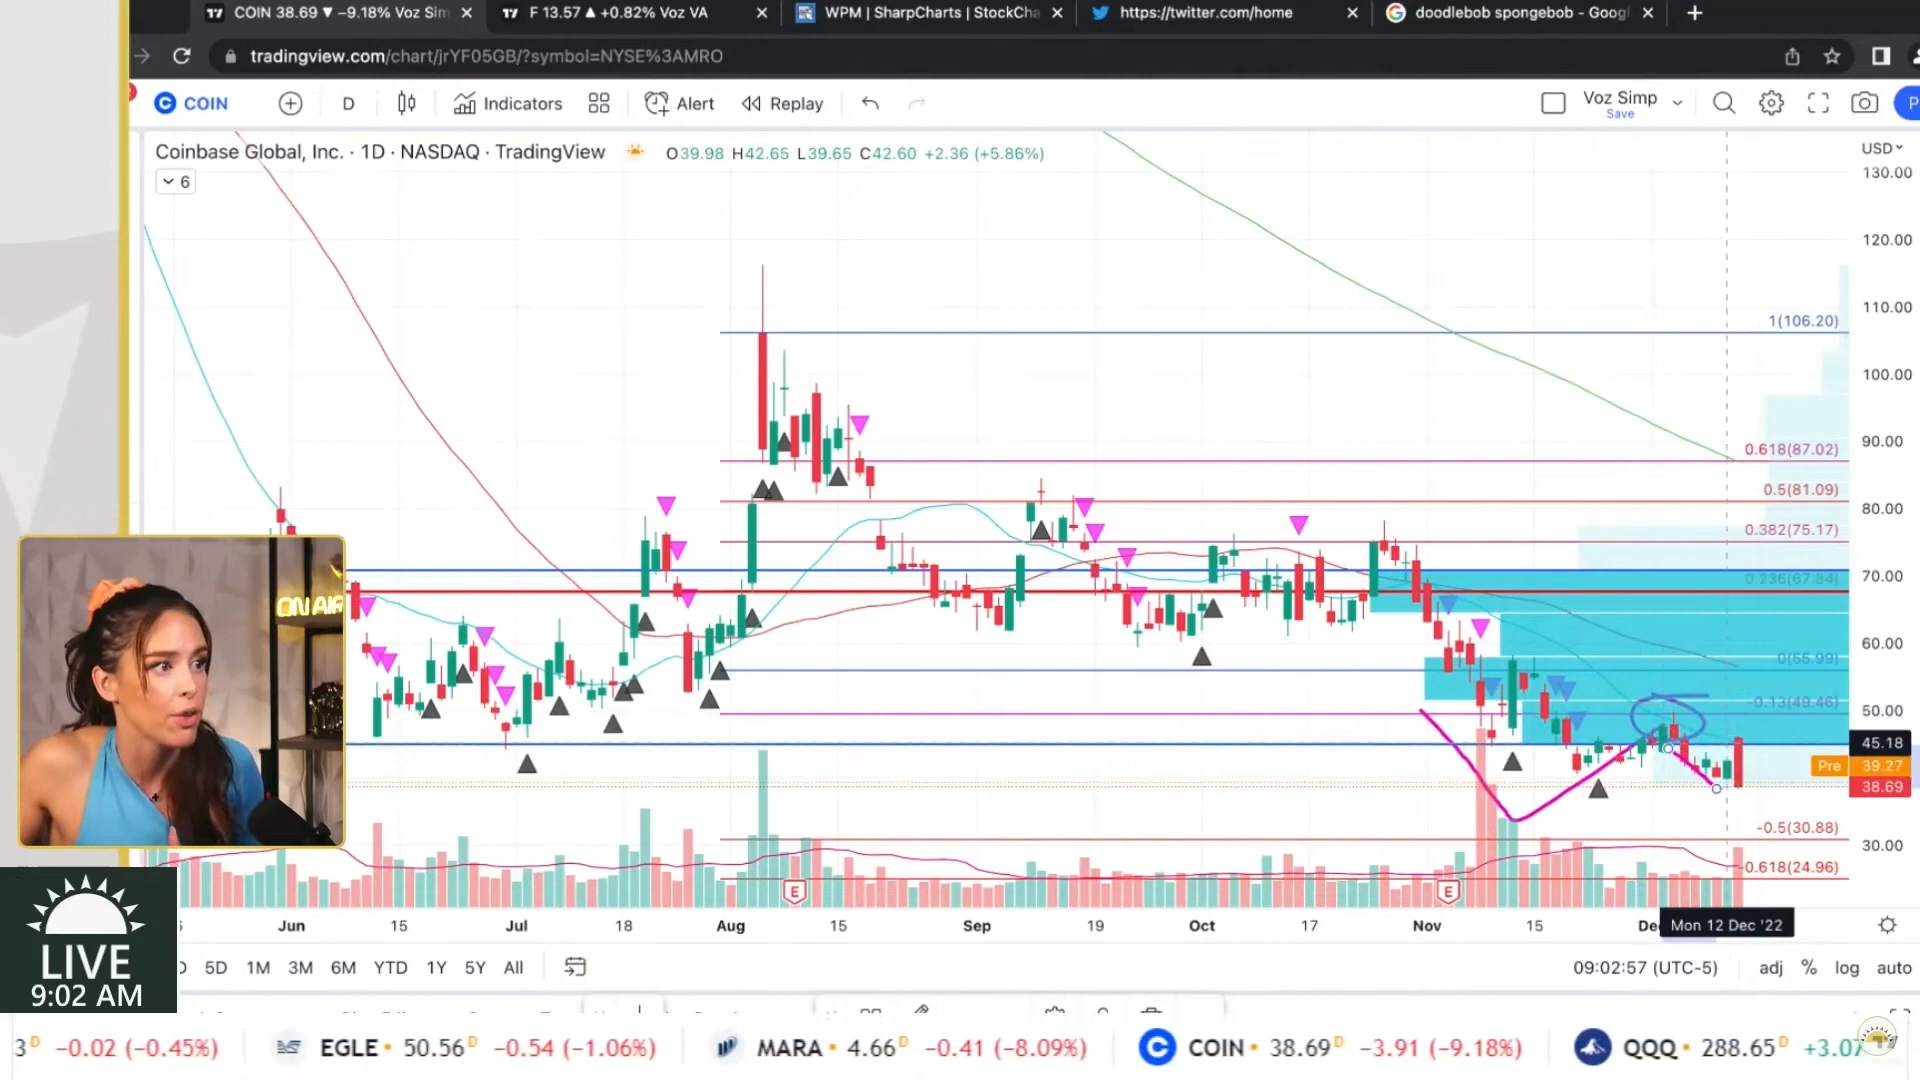 COIN 38.69 ▼ −9.18% Voz Sim
F 13.57 ▲ +0.82% Voz VA
WPM | SharpCharts | StockCha
https://twitter.com/home
doodlebob spongebob - Googl
tradingview.com/chart/jrYF05GB/?symbol=NYSE%3AMRO
COIN
D
Indicators
Alert
Replay
Voz Simp
Save
P
Coinbase Global, Inc. · 1D · NASDAQ · TradingView
O39.98 H42.65 L39.65 C42.60 +2.36 (+5.86%)
6
USD
130.00
120.00
110.00
1(106.20)
100.00
90.00
0.618(87.02)
0.5(81.09)
80.00
0.382(75.17)
70.00
0.236(67.84)
60.00
0(55.99)
-0.13(49.46)
50.00
45.18
Pre 39.27
38.69
-0.5(30.88)
30.00
-0.618(24.96)
ON AIR
E
E
Jun 15 Jul 18 Aug 15 Sep 19 Oct 17 Nov 15 De
Mon 12 Dec '22
5D 1M 3M 6M YTD 1Y 5Y All
09:02:57 (UTC-5)
adj % log auto
LIVE
9:02 AM
3 D −0.02 (−0.45%)
EGLE 50.56 D −0.54 (−1.06%)
MARA 4.66 D −0.41 (−8.09%)
COIN 38.69 D −3.91 (−9.18%)
QQQ 288.65 D +3.07